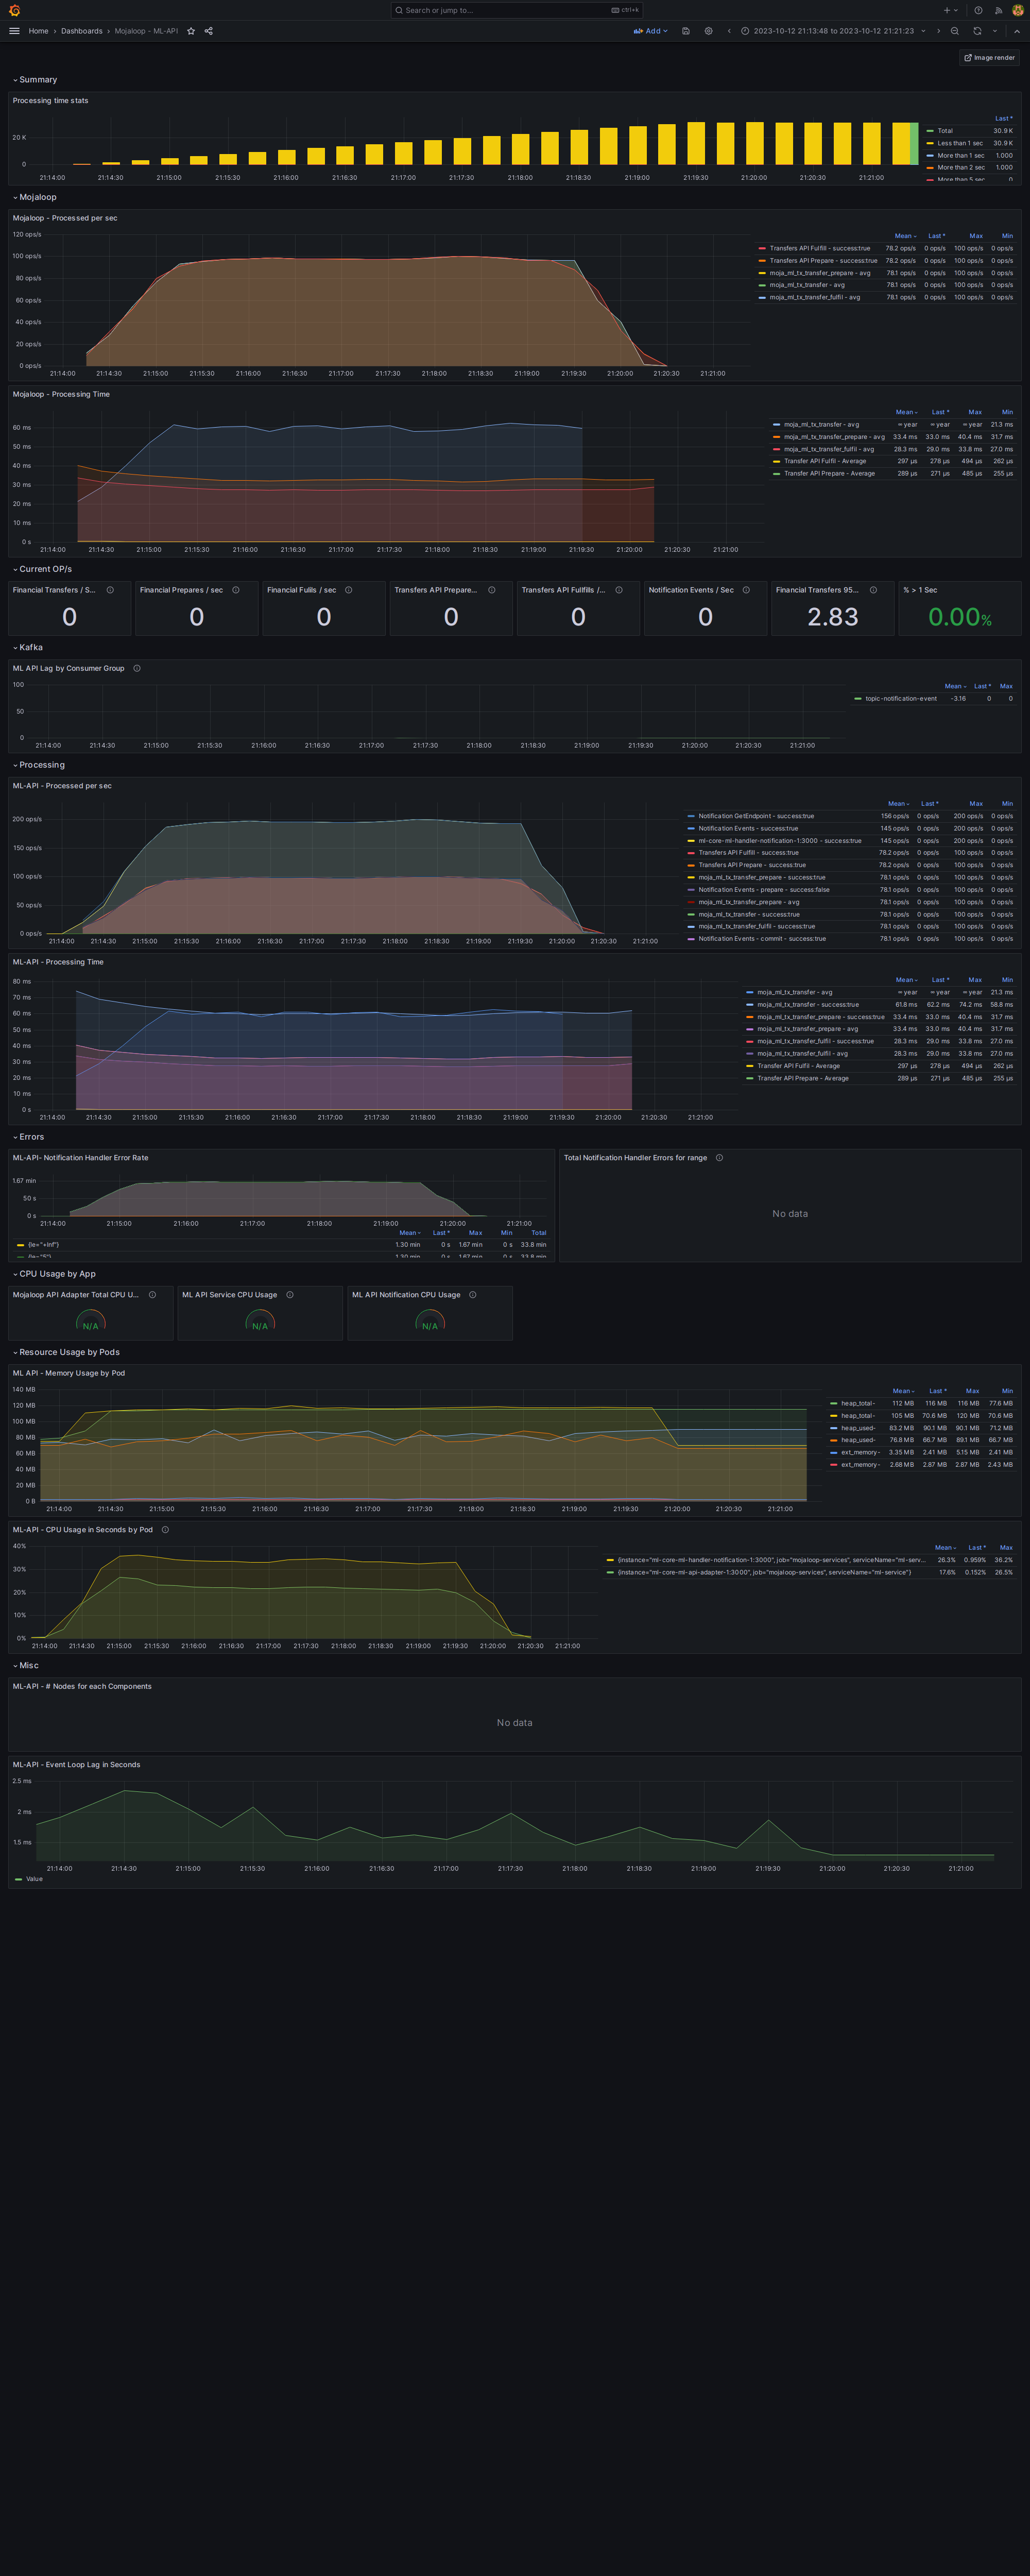 Search or jump to... ctrl+k
Home Dashboards Mojaloop - ML-API Add 2023-10-12 21:13:48 to 2023-10-12 21:21:23
Image render
Summary
Processing time stats
20 K
0
21:14:00 21:14:30 21:15:00 21:15:30 21:16:00 21:16:30 21:17:00 21:17:30 21:18:00 21:18:30 21:19:00 21:19:30 21:20:00 21:20:30 21:21:00
Last *
Total 30.9 K
Less than 1 sec 30.9 K
More than 1 sec 1.000
More than 2 sec 1.000
More than 5 sec 0
Mojaloop
Mojaloop - Processed per sec
120 ops/s
100 ops/s
80 ops/s
60 ops/s
40 ops/s
20 ops/s
0 ops/s
21:14:00 21:14:30 21:15:00 21:15:30 21:16:00 21:16:30 21:17:00 21:17:30 21:18:00 21:18:30 21:19:00 21:19:30 21:20:00 21:20:30 21:21:00
Mean Last * Max Min
Transfers API Fulfill - success:true 78.2 ops/s 0 ops/s 100 ops/s 0 ops/s
Transfers API Prepare - success:true 78.2 ops/s 0 ops/s 100 ops/s 0 ops/s
moja_ml_tx_transfer_prepare - avg 78.1 ops/s 0 ops/s 100 ops/s 0 ops/s
moja_ml_tx_transfer - avg 78.1 ops/s 0 ops/s 100 ops/s 0 ops/s
moja_ml_tx_transfer_fulfil - avg 78.1 ops/s 0 ops/s 100 ops/s 0 ops/s
Mojaloop - Processing Time
60 ms
50 ms
40 ms
30 ms
20 ms
10 ms
0 s
21:14:00 21:14:30 21:15:00 21:15:30 21:16:00 21:16:30 21:17:00 21:17:30 21:18:00 21:18:30 21:19:00 21:19:30 21:20:00 21:20:30 21:21:00
Mean Last * Max Min
moja_ml_tx_transfer - avg ∞ year ∞ year ∞ year 21.3 ms
moja_ml_tx_transfer_prepare - avg 33.4 ms 33.0 ms 40.4 ms 31.7 ms
moja_ml_tx_transfer_fulfil - avg 28.3 ms 29.0 ms 33.8 ms 27.0 ms
Transfer API Fulfil - Average 297 µs 278 µs 494 µs 262 µs
Transfer API Prepare - Average 289 µs 271 µs 485 µs 255 µs
Current OP/s
Financial Transfers / S... Financial Prepares / sec Financial Fulils / sec Transfers API Prepare... Transfers API Fullfills /... Notification Events / Sec Financial Transfers 95... % > 1 Sec
0 0 0 0 0 0 2.83 0.00%
Kafka
ML API Lag by Consumer Group
100
50
0
21:14:00 21:14:30 21:15:00 21:15:30 21:16:00 21:16:30 21:17:00 21:17:30 21:18:00 21:18:30 21:19:00 21:19:30 21:20:00 21:20:30 21:21:00
Mean Last * Max
topic-notification-event -3.16 0 0
Processing
ML-API - Processed per sec
200 ops/s
150 ops/s
100 ops/s
50 ops/s
0 ops/s
21:14:00 21:14:30 21:15:00 21:15:30 21:16:00 21:16:30 21:17:00 21:17:30 21:18:00 21:18:30 21:19:00 21:19:30 21:20:00 21:20:30 21:21:00
Mean Last * Max Min
Notification GetEndpoint - success:true 156 ops/s 0 ops/s 200 ops/s 0 ops/s
Notification Events - success:true 145 ops/s 0 ops/s 200 ops/s 0 ops/s
ml-core-ml-handler-notification-1:3000 - success:true 145 ops/s 0 ops/s 200 ops/s 0 ops/s
Transfers API Fulfill - success:true 78.2 ops/s 0 ops/s 100 ops/s 0 ops/s
Transfers API Prepare - success:true 78.2 ops/s 0 ops/s 100 ops/s 0 ops/s
moja_ml_tx_transfer_prepare - success:true 78.1 ops/s 0 ops/s 100 ops/s 0 ops/s
Notification Events - prepare - success:false 78.1 ops/s 0 ops/s 100 ops/s 0 ops/s
moja_ml_tx_transfer_prepare - avg 78.1 ops/s 0 ops/s 100 ops/s 0 ops/s
moja_ml_tx_transfer - success:true 78.1 ops/s 0 ops/s 100 ops/s 0 ops/s
moja_ml_tx_transfer_fulfil - success:true 78.1 ops/s 0 ops/s 100 ops/s 0 ops/s
Notification Events - commit - success:true 78.1 ops/s 0 ops/s 100 ops/s 0 ops/s
ML-API - Processing Time
80 ms
70 ms
60 ms
50 ms
40 ms
30 ms
20 ms
10 ms
0 s
21:14:00 21:14:30 21:15:00 21:15:30 21:16:00 21:16:30 21:17:00 21:17:30 21:18:00 21:18:30 21:19:00 21:19:30 21:20:00 21:20:30 21:21:00
Mean Last * Max Min
moja_ml_tx_transfer - avg ∞ year ∞ year ∞ year 21.3 ms
moja_ml_tx_transfer - success:true 61.8 ms 62.2 ms 74.2 ms 58.8 ms
moja_ml_tx_transfer_prepare - success:true 33.4 ms 33.0 ms 40.4 ms 31.7 ms
moja_ml_tx_transfer_prepare - avg 33.4 ms 33.0 ms 40.4 ms 31.7 ms
moja_ml_tx_transfer_fulfil - success:true 28.3 ms 29.0 ms 33.8 ms 27.0 ms
moja_ml_tx_transfer_fulfil - avg 28.3 ms 29.0 ms 33.8 ms 27.0 ms
Transfer API Fulfil - Average 297 µs 278 µs 494 µs 262 µs
Transfer API Prepare - Average 289 µs 271 µs 485 µs 255 µs
Errors
ML-API- Notification Handler Error Rate
1.67 min
50 s
0 s
21:14:00 21:15:00 21:16:00 21:17:00 21:18:00 21:19:00 21:20:00 21:21:00
Mean Last * Max Min Total
{le="+Inf"} 1.30 min 0 s 1.67 min 0 s 33.8 min
{le="5"} 1.30 min 0 s 1.67 min 0 s 33.8 min
Total Notification Handler Errors for range
No data
CPU Usage by App
Mojaloop API Adapter Total CPU U... ML API Service CPU Usage ML API Notification CPU Usage
N/A N/A N/A
Resource Usage by Pods
ML API - Memory Usage by Pod
140 MB
120 MB
100 MB
80 MB
60 MB
40 MB
20 MB
0 B
21:14:00 21:14:30 21:15:00 21:15:30 21:16:00 21:16:30 21:17:00 21:17:30 21:18:00 21:18:30 21:19:00 21:19:30 21:20:00 21:20:30 21:21:00
Mean Last * Max Min
heap_total- 112 MB 116 MB 116 MB 77.6 MB
heap_total- 105 MB 70.6 MB 120 MB 70.6 MB
heap_used- 83.2 MB 90.1 MB 90.1 MB 71.2 MB
heap_used- 76.8 MB 66.7 MB 89.1 MB 66.7 MB
ext_memory- 3.35 MB 2.41 MB 5.15 MB 2.41 MB
ext_memory- 2.68 MB 2.87 MB 2.87 MB 2.43 MB
ML-API - CPU Usage in Seconds by Pod
40%
30%
20%
10%
0%
21:14:00 21:14:30 21:15:00 21:15:30 21:16:00 21:16:30 21:17:00 21:17:30 21:18:00 21:18:30 21:19:00 21:19:30 21:20:00 21:20:30 21:21:00
Mean Last * Max
{instance="ml-core-ml-handler-notification-1:3000", job="mojaloop-services", serviceName="ml-serv... 26.3% 0.959% 36.2%
{instance="ml-core-ml-api-adapter-1:3000", job="mojaloop-services", serviceName="ml-service"} 17.6% 0.152% 26.5%
Misc
ML-API - # Nodes for each Components
No data
ML-API - Event Loop Lag in Seconds
2.5 ms
2 ms
1.5 ms
21:14:00 21:14:30 21:15:00 21:15:30 21:16:00 21:16:30 21:17:00 21:17:30 21:18:00 21:18:30 21:19:00 21:19:30 21:20:00 21:20:30 21:21:00
Value